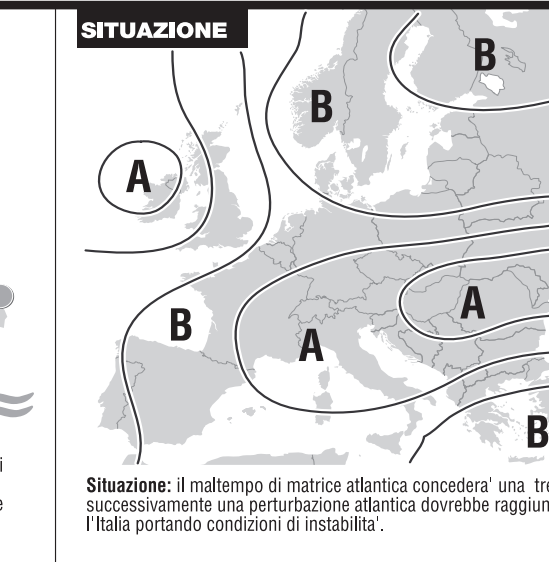 SITUAZIONE
B
B
A
B
A
A
B
Situazione: il maltempo di matrice atlantica concedera' una
successivamente una perturbazione atlantica dovrebbe
l'Italia portando condizioni di instabilita'.